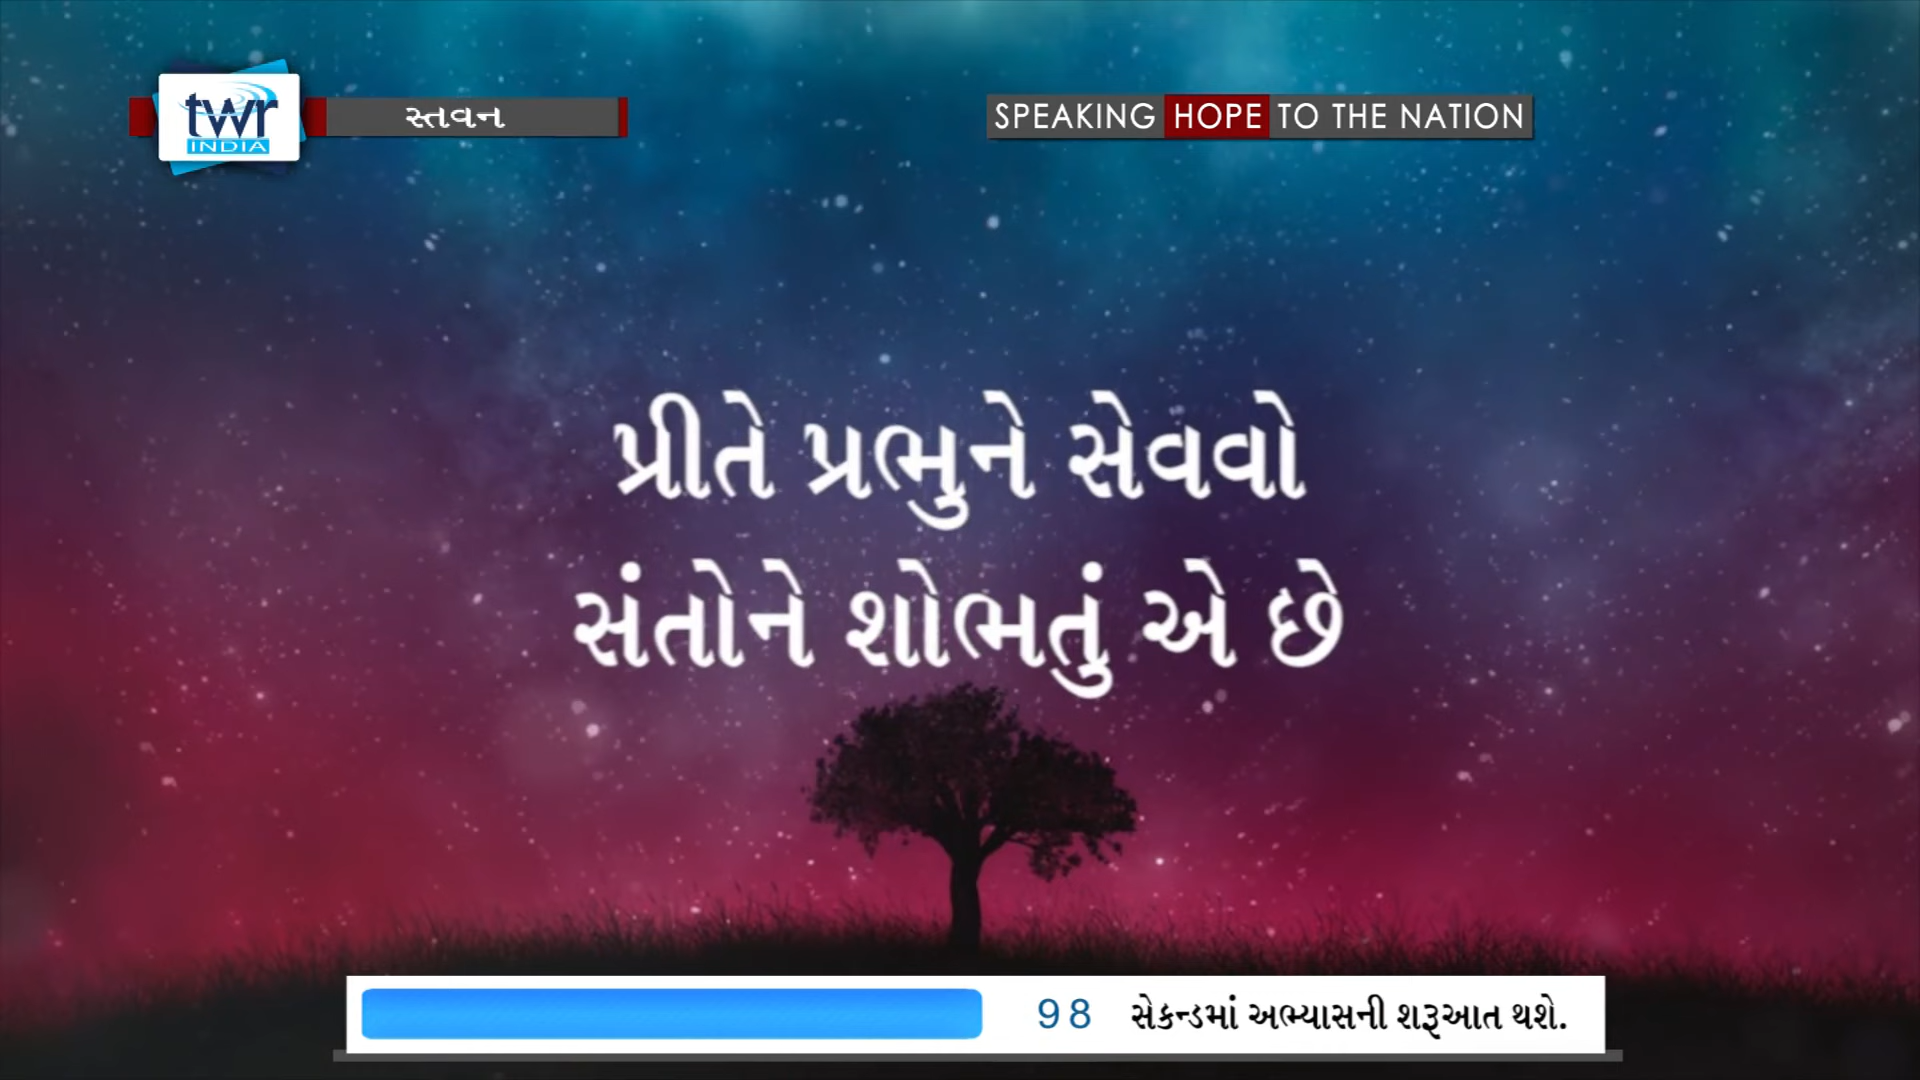 twr
INDIA
સ્તવન
SPEAKING HOPE TO THE NATION
પ્રીતે પ્રભુને સેવવો
સંતોને શોભતું એ છે
98 સેકન્ડમાં અભ્યાસની શરૂઆત થશે.